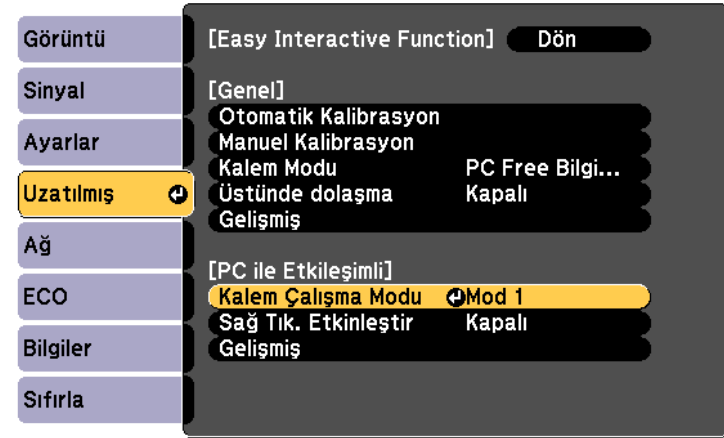 Görüntü
Sinyal
Ayarlar
Uzatılmış
Ağ
ECO
Bilgiler
Sıfırla
[Easy Interactive Function] Dön
[Genel]
Otomatik Kalibrasyon
Manuel Kalibrasyon
Kalem Modu PC Free Bilgi...
Üstünde dolaşma Kapalı
Gelişmiş
[PC ile Etkileşimli]
Kalem Çalışma Modu Mod 1
Sağ Tık. Etkinleştir Kapalı
Gelişmiş